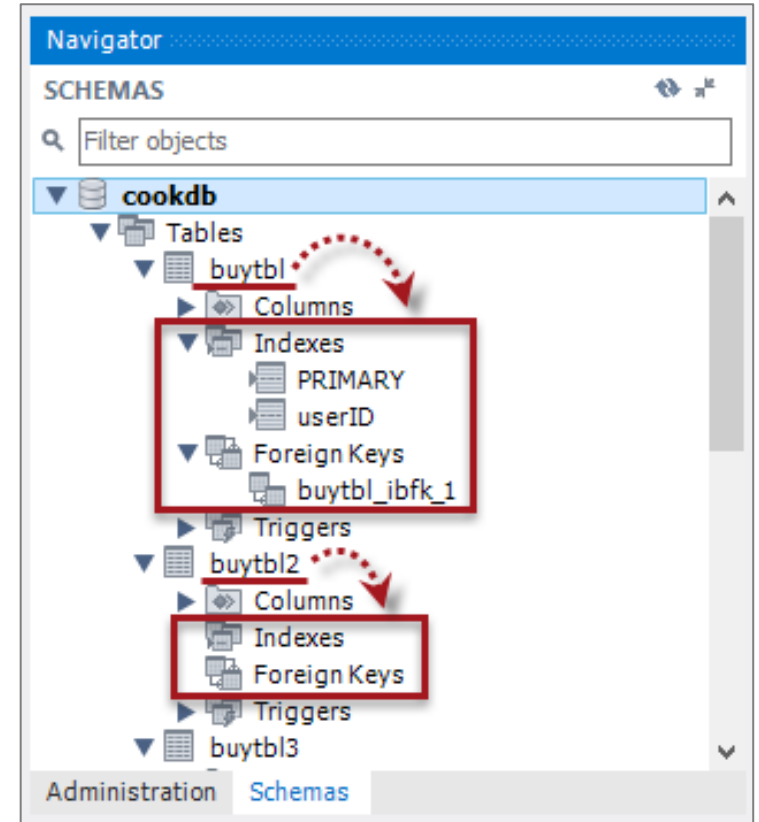 Navigator
SCHEMAS
Filter objects
cookdb
Tables
buytbl
Columns
Indexes
PRIMARY
userID
Foreign Keys
buytbl_ibfk_1
Triggers
buytbl2
Columns
Indexes
Foreign Keys
Triggers
buytbl3
Administration Schemas